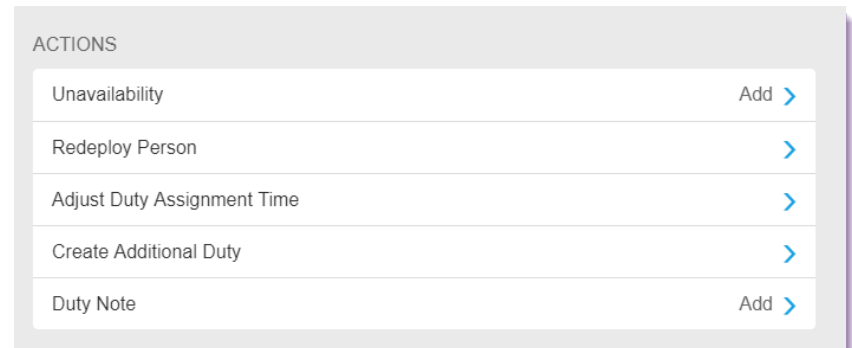 ACTIONS
Unavailability Add
Redeploy Person
Adjust Duty Assignment Time
Create Additional Duty
Duty Note Add